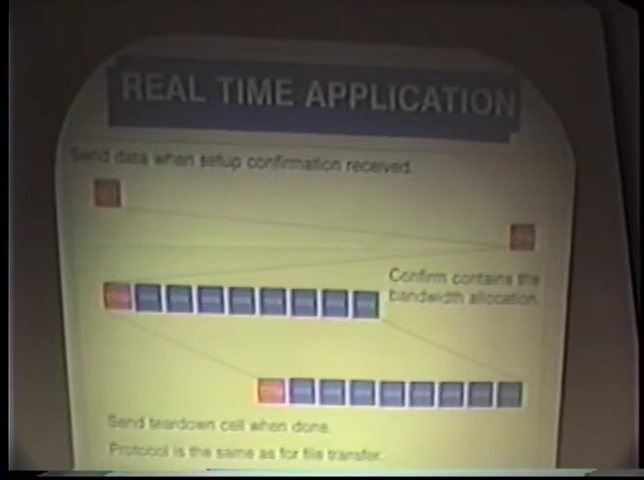 REAL TIME APPLICATION
Send data when setup confirmation received.
Confirm contains the
bandwidth allocation.
Send teardown cell when done.
Protocol is the same as for file transfer.